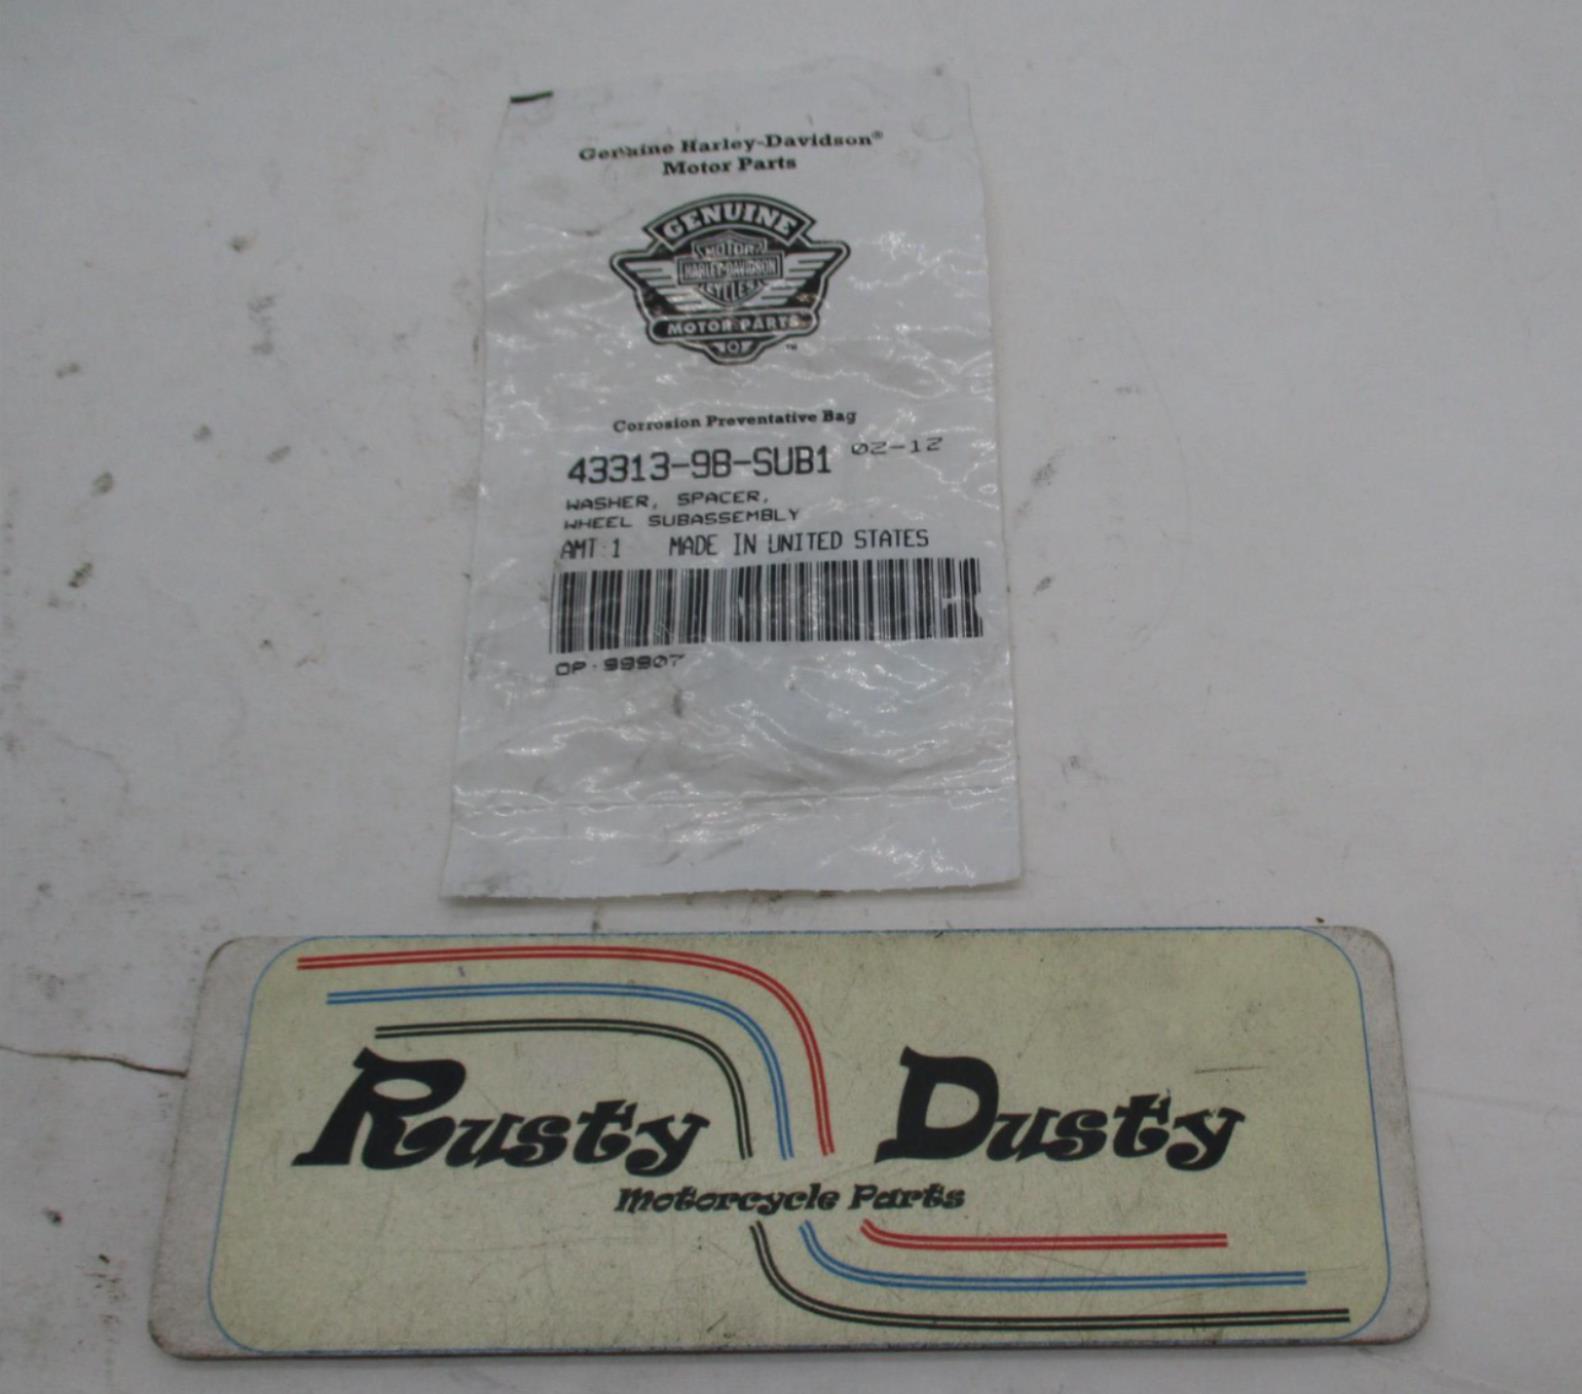 Genuine Harley-Davidson®
Motor Parts
GENUINE
MOTOR
HARLEY-DAVIDSON
CYCLES
MOTOR PARTS
™
Corrosion Preventative Bag
43313-98-SUB1 02-12
WASHER, SPACER,
WHEEL SUBASSEMBLY
AMT:1 MADE IN UNITED STATES
OP.99907
Rusty Dusty
Motorcycle Parts